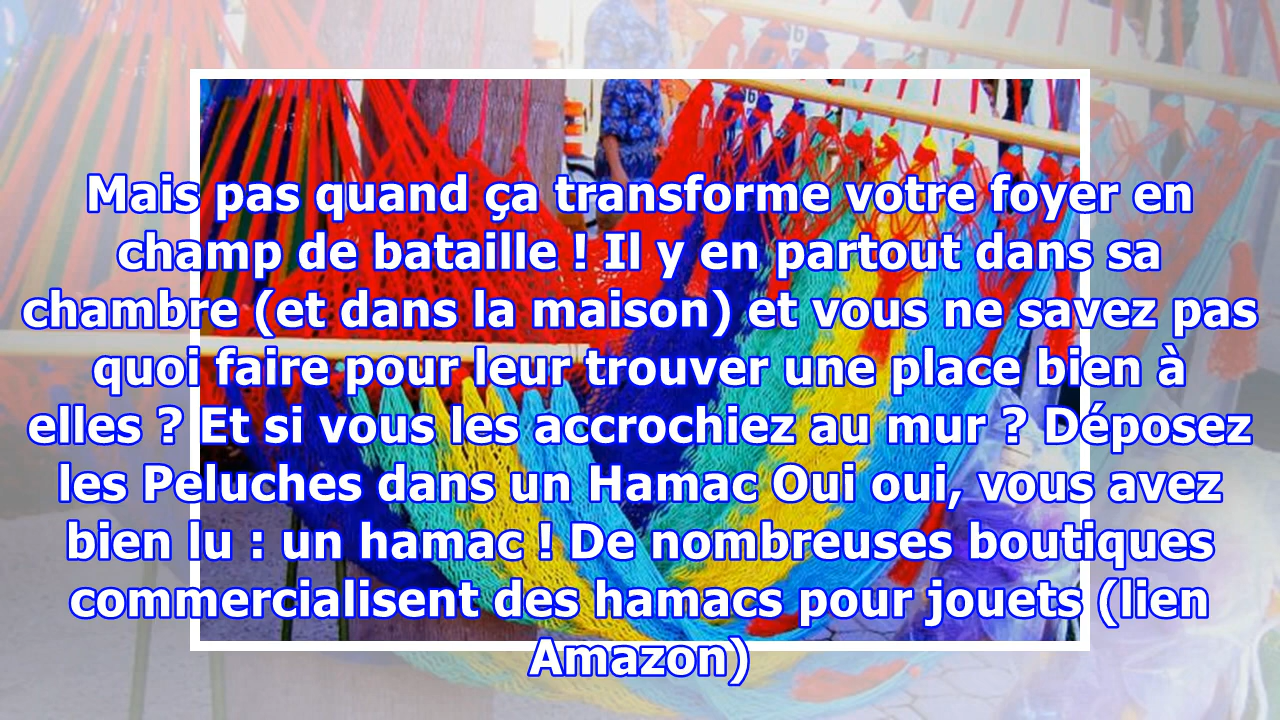 Mais pas quand ça transforme votre foyer en
champ de bataille ! Il y en partout dans sa
chambre (et dans la maison) et vous ne savez pas
quoi faire pour leur trouver une place bien à
elles ? Et si vous les accrochiez au mur ? Déposez
les Peluches dans un Hamac Oui oui, vous avez
bien lu : un hamac ! De nombreuses boutiques
commercialisent des hamacs pour jouets (lien
Amazon)